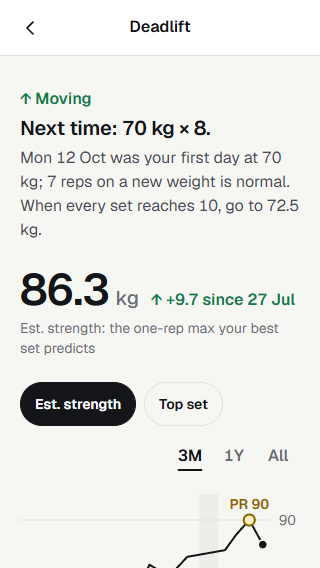 Deadlift
↑ Moving
Next time: 70 kg × 8.
Mon 12 Oct was your first day at 70
kg; 7 reps on a new weight is normal.
When every set reaches 10, go to 72.5
kg.
86.3 kg ↑ +9.7 since 27 Jul
Est. strength: the one-rep max your best
set predicts
Est. strength Top set
3M 1Y All
PR 90
90